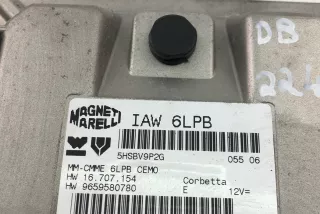 DB
224
MAGNETI
MARELLI
IAW 6LPB
5HSBV9P2G 055 06
MM-CMME 6LPB CEMO
HW 16.707.154 Corbetta
HW 9659580780 E 12V=